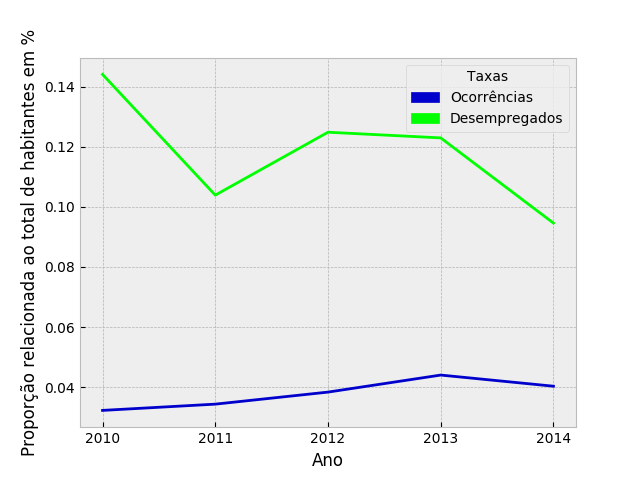 Proporção relacionada ao total de habitantes em %
0.14
0.12
0.10
0.08
0.06
0.04
Taxas
Ocorrências
Desempregados
2010 2011 2012 2013 2014
Ano